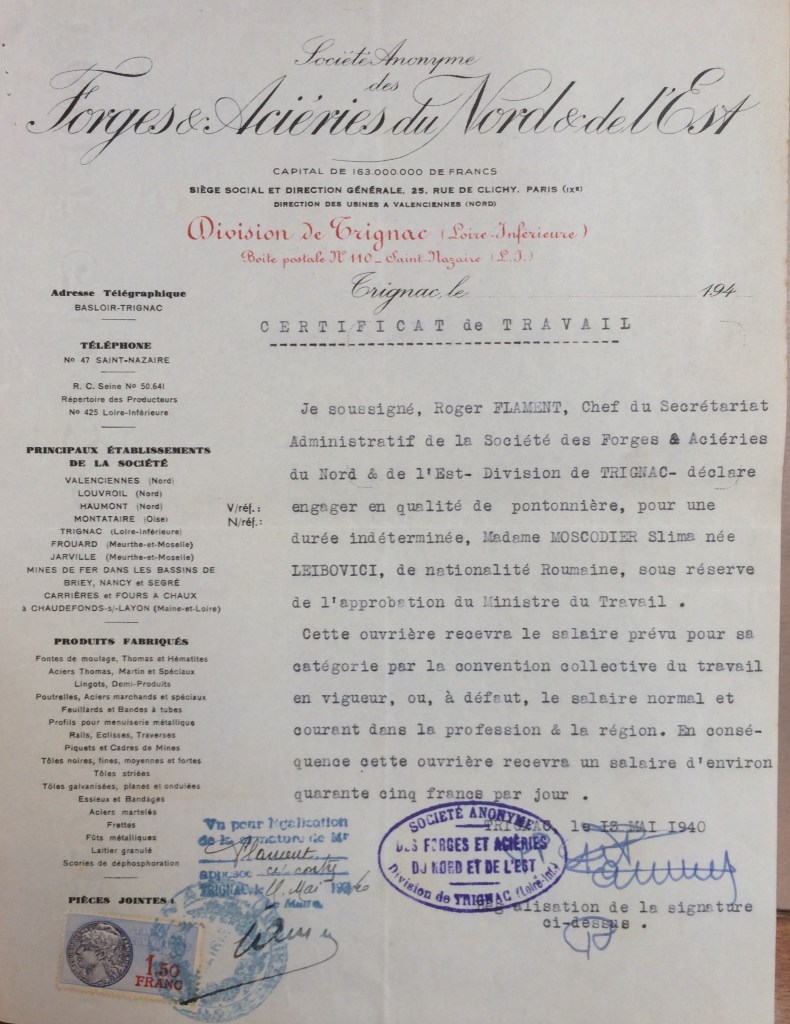 Société Anonyme
des
Forges & Aciéries du Nord & de l'Est
CAPITAL DE 163.000.000 DE FRANCS
SIÈGE SOCIAL ET DIRECTION GÉNÉRALE, 25, RUE DE CLICHY, PARIS (IXe)
DIRECTION DES USINES A VALENCIENNES (NORD)
Division de Trignac (Loire-Inférieure)
Boite postale No 110 - Saint-Nazaire (L.I.)
Trignac, le 194
Adresse Télégraphique
BASLOIR-TRIGNAC
TÉLÉPHONE
No 47 SAINT-NAZAIRE
R. C. Seine No 50.641
Répertoire des Producteurs
No 425 Loire-Inférieure
PRINCIPAUX ÉTABLISSEMENTS
DE LA SOCIÉTÉ
VALENCIENNES (Nord)
LOUVROIL (Nord)
HAUMONT (Nord)
MONTATAIRE (Oise)
TRIGNAC (Loire-Inférieure)
FROUARD (Meurthe-et-Moselle)
JARVILLE (Meurthe-et-Moselle)
MINES DE FER DANS LES BASSINS DE
BRIEY, NANCY et SEGRÉ
CARRIÈRES et FOURS A CHAUX
à CHAUDEFONDS-s/-LAYON (Maine-et-Loire)
PRODUITS FABRIQUÉS
Fontes de moulage, Thomas et Hématites
Aciers Thomas, Martin et Spéciaux
Lingots, Demi-Produits
Poutrelles, Aciers marchands et spéciaux
Feuillards et Bandes à tubes
Profils pour menuiserie métallique
Rails, Eclisses, Traverses
Piquets et Cadres de Mines
Tôles noires, fines, moyennes et fortes
Tôles striées
Tôles galvanisées, planes et ondulées
Essieux et Bandages
Aciers martelés
Frettes
Fûts métalliques
Laitier granulé
Scories de déphosphoration
PIÈCES JOINTES :
V/réf. :
N/réf. :
CERTIFICAT de TRAVAIL
Je soussigné, Roger FLAMENT, Chef du Secrétariat
Administratif de la Société des Forges & Aciéries
du Nord & de l'Est- Division de TRIGNAC- déclare
engager en qualité de pontonnière, pour une
durée indéterminée, Madame MOSCODIER Slima née
LEIBOVICI, de nationalité Roumaine, sous réserve
de l'approbation du Ministre du Travail .
Cette ouvrière recevra le salaire prévu pour sa
catégorie par la convention collective du travail
en vigueur, ou, à défaut, le salaire normal et
courant dans la profession & la région. En consé-
quence cette ouvrière recevra un salaire d'environ
quarante cinq francs par jour .
TRIGNAC, le 13 MAI 1940
Légalisation de la signature
ci-dessus .
SOCIETÉ ANONYME
DES FORGES ET ACIÉRIES
DU NORD ET DE L'EST
Division de TRIGNAC (Loire-Inf.)
Vu pour légalisation
de la signature de Mr
Flament
apposée ci contre
TRIGNAC, le Mai 1940
Maire
1,50
FRANC